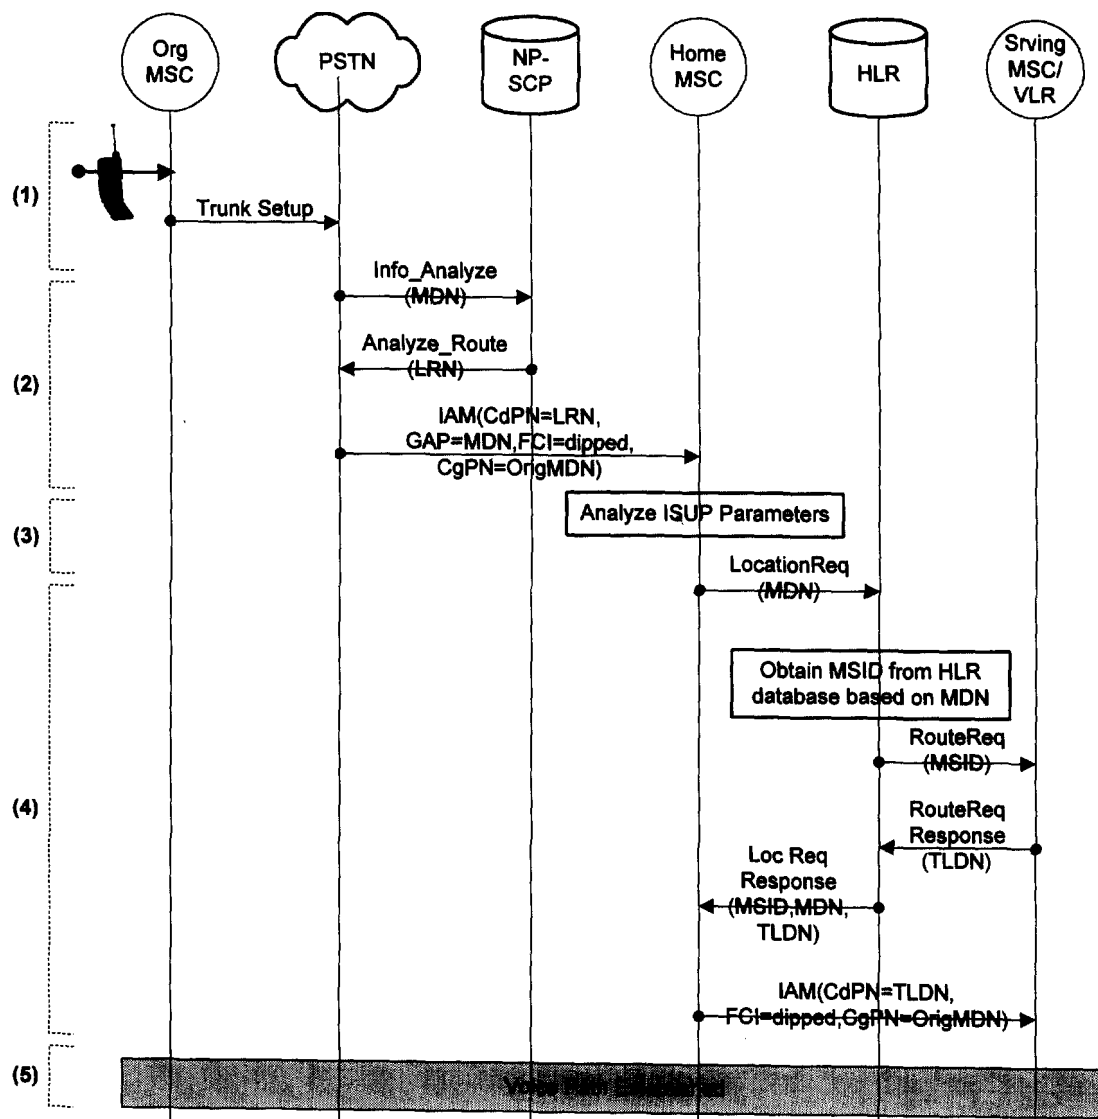 Org
MSC
PSTN
NP-
SCP
Home
MSC
HLR
Srving
MSC/
VLR
(1)
Trunk Setup
(2)
Info_Analyze
(MDN)
Analyze_Route
(LRN)
IAM(CdPN=LRN,
GAP=MDN,FCI=dipped,
CgPN=OrigMDN)
(3)
Analyze ISUP Parameters
(4)
LocationReq
(MDN)
Obtain MSID from HLR
database based on MDN
RouteReq
(MSID)
RouteReq
Response
(TLDN)
Loc Req
Response
(MSID,MDN,
TLDN)
IAM(CdPN=TLDN,
FCI=dipped,CgPN=OrigMDN)
(5)
Voice Path